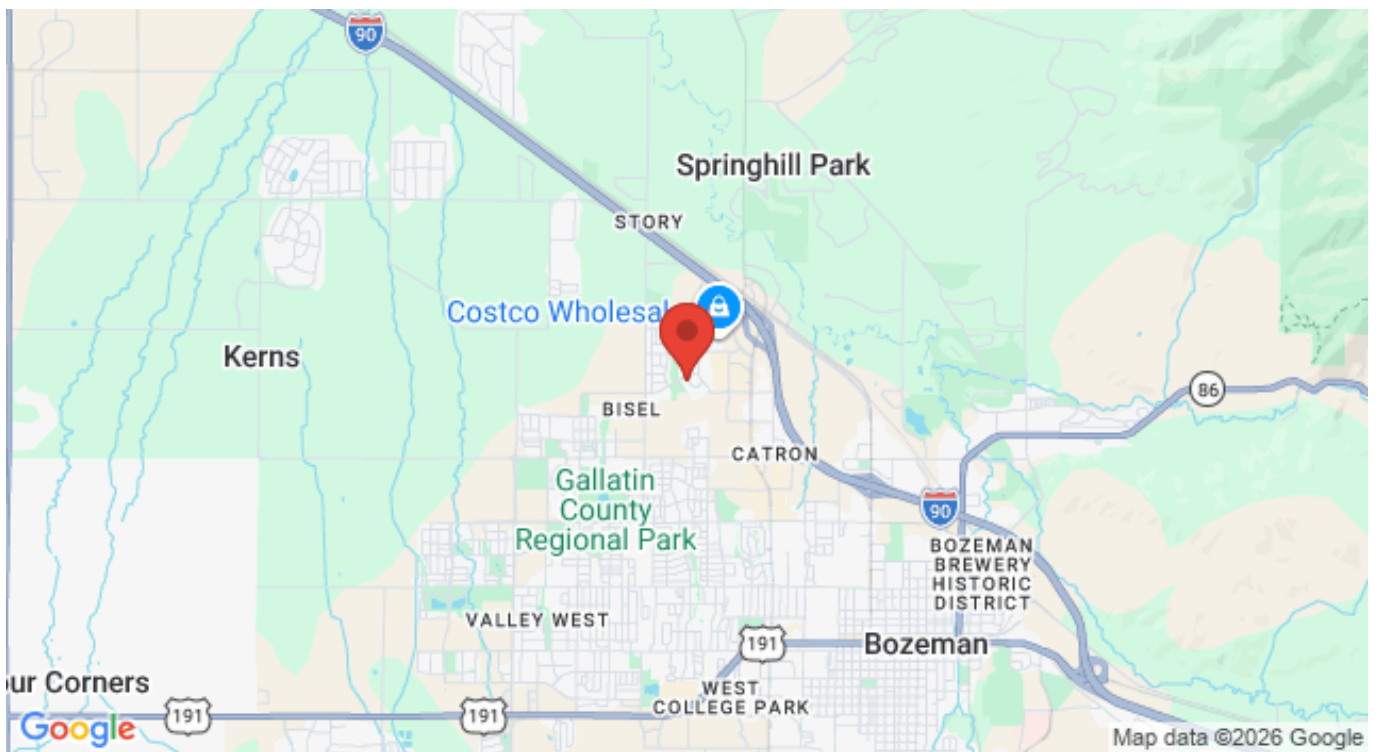 90
Springhill Park
STORY
Costco Wholesal
Kerns
86
BISEL
CATRON
Gallatin
County
Regional Park
90
BOZEMAN
BREWERY
HISTORIC
DISTRICT
VALLEY WEST
191
Bozeman
our Corners
WEST
COLLEGE PARK
191
191
Google
Map data ©2026 Google